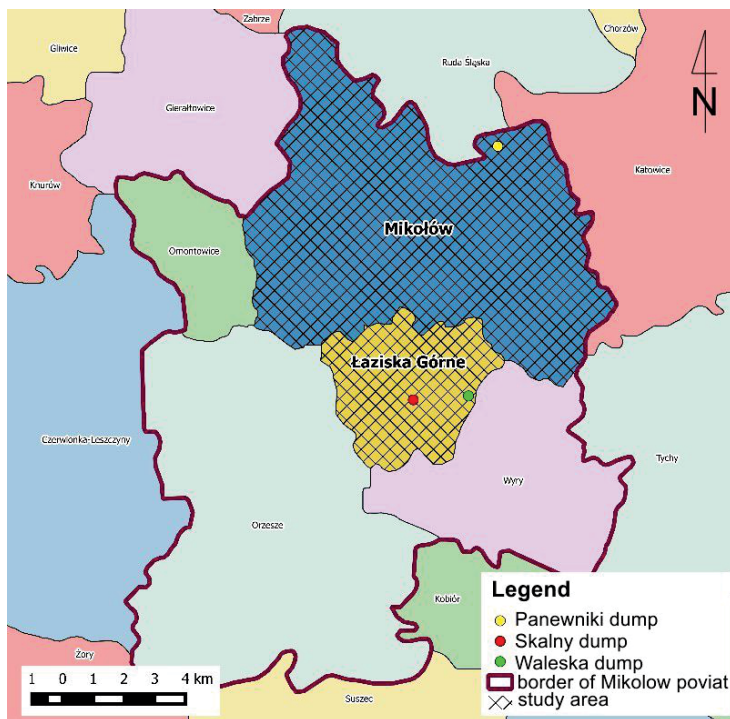 Zabrze
Gliwice
Chorzów
Ruda Śląska
N
Gierałtowice
Katowice
Knurów
Mikołów
Ornontowice
Łaziska Górne
Czerwionka-Leszczyny
Tychy
Wyry
Orzesze
Kobiór
Żory
Suszec
1 0 1 2 3 4 km
Legend
Panewniki dump
Skalny dump
Waleska dump
border of Mikolow poviat
study area